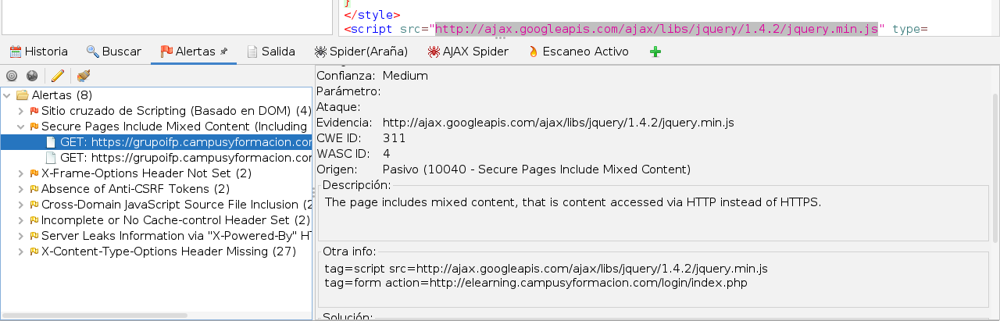 }
</style>
<script src="http://ajax.googleapis.com/ajax/libs/jquery/1.4.2/jquery.min.js" type=
Historia Buscar Alertas Salida Spider(Araña) AJAX Spider Escaneo Activo
Alertas (8)
Sitio cruzado de Scripting (Basado en DOM) (4)
Secure Pages Include Mixed Content (Including
GET: https://grupoifp.campusyformacion.cor
GET: https://grupoifp.campusyformacion.cor
X-Frame-Options Header Not Set (2)
Absence of Anti-CSRF Tokens (2)
Cross-Domain JavaScript Source File Inclusion (2
Incomplete or No Cache-control Header Set (2)
Server Leaks Information via "X-Powered-By" HT
X-Content-Type-Options Header Missing (27)
Confianza: Medium
Parámetro:
Ataque:
Evidencia: http://ajax.googleapis.com/ajax/libs/jquery/1.4.2/jquery.min.js
CWE ID: 311
WASC ID: 4
Origen: Pasivo (10040 - Secure Pages Include Mixed Content)
Descripción:
The page includes mixed content, that is content accessed via HTTP instead of HTTPS.
Otra info:
tag=script src=http://ajax.googleapis.com/ajax/libs/jquery/1.4.2/jquery.min.js
tag=form action=http://elearning.campusyformacion.com/login/index.php
Solución: